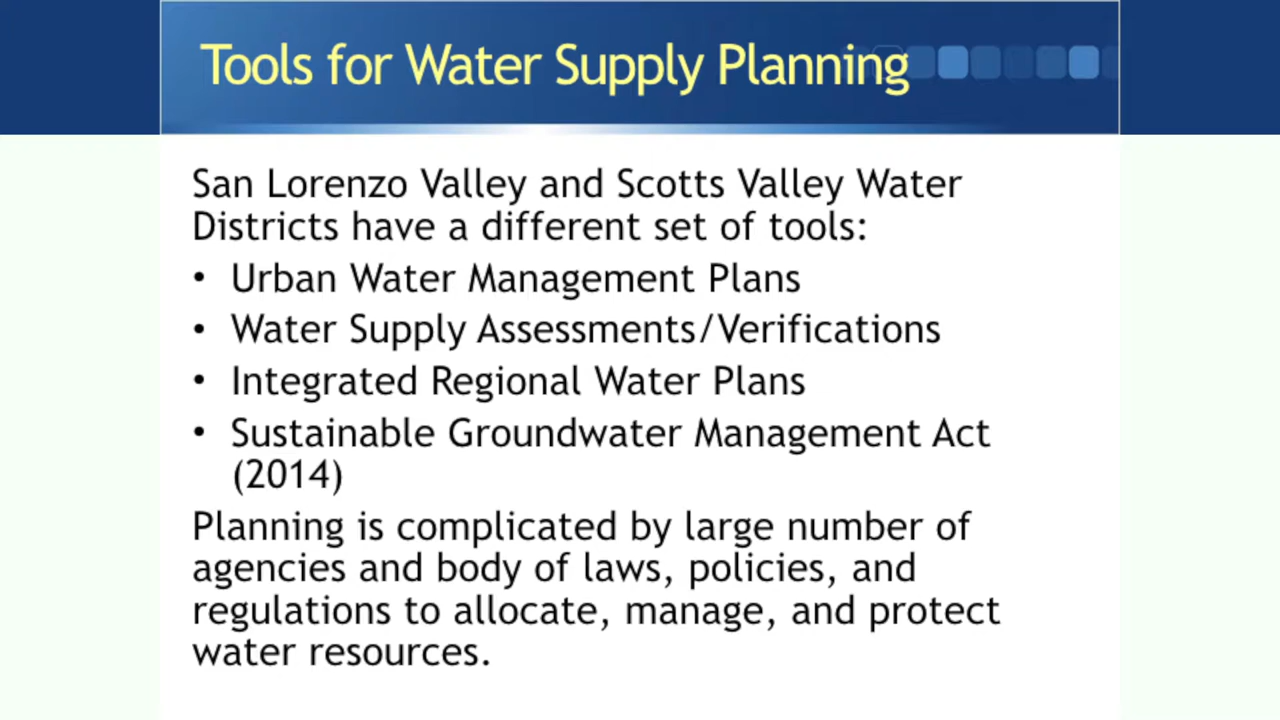 Tools for Water Supply Planning
San Lorenzo Valley and Scotts Valley Water
Districts have a different set of tools:
• Urban Water Management Plans
• Water Supply Assessments/Verifications
• Integrated Regional Water Plans
• Sustainable Groundwater Management Act
(2014)
Planning is complicated by large number of
agencies and body of laws, policies, and
regulations to allocate, manage, and protect
water resources.